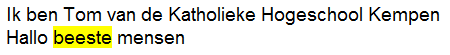 Ik ben Tom van de Katholieke Hogeschool Kempen
Hallo beeste mensen